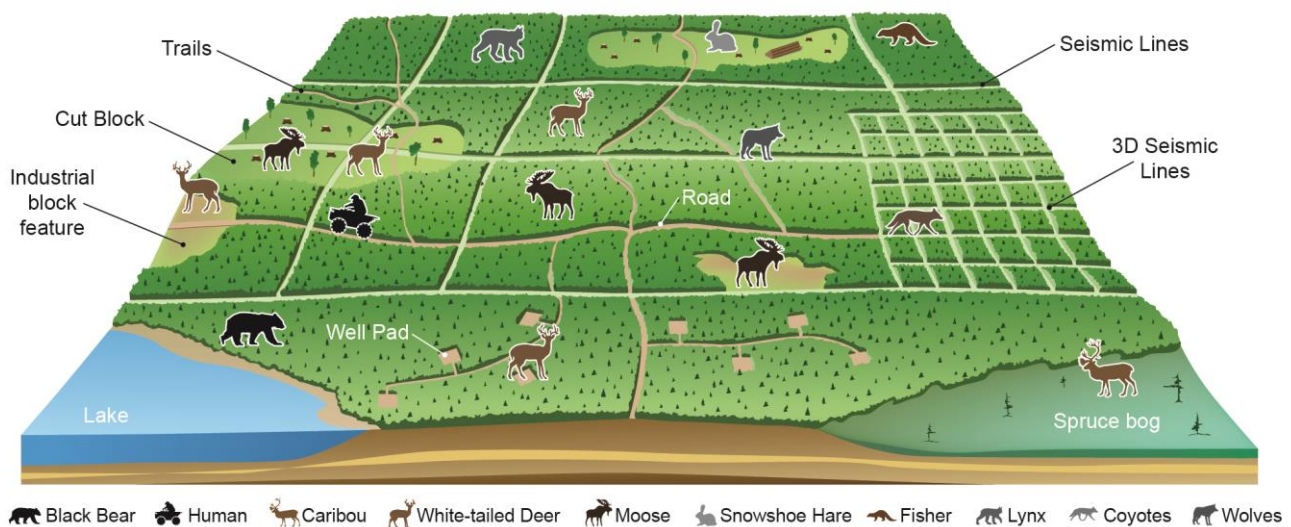 Trails
Seismic Lines
Cut Block
3D Seismic
Lines
Industrial
block
feature
Road
Well Pad
Lake
Spruce bog
Black Bear Human Caribou White-tailed Deer Moose Snowshoe Hare Fisher Lynx Coyotes Wolves